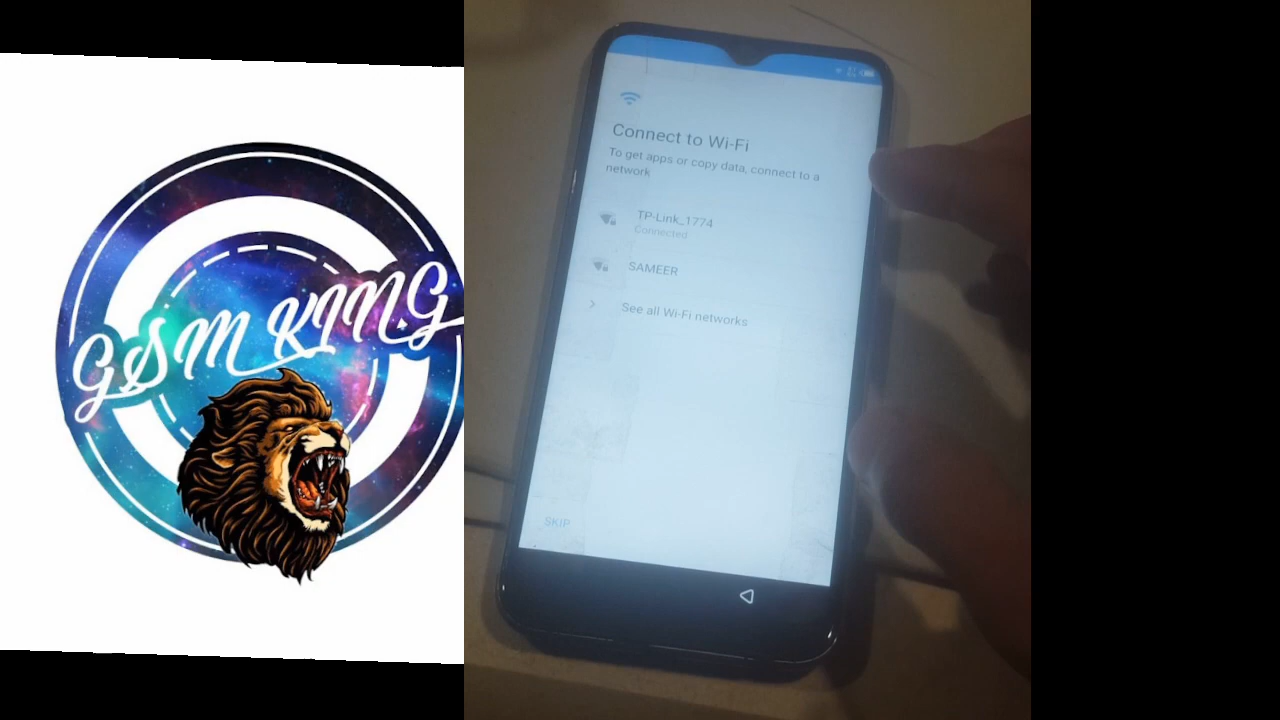 GSM KING
Connect to Wi-Fi
To get apps or copy data, connect to a
network
TP-Link_1774
Connected
SAMEER
See all Wi-Fi networks
SKIP